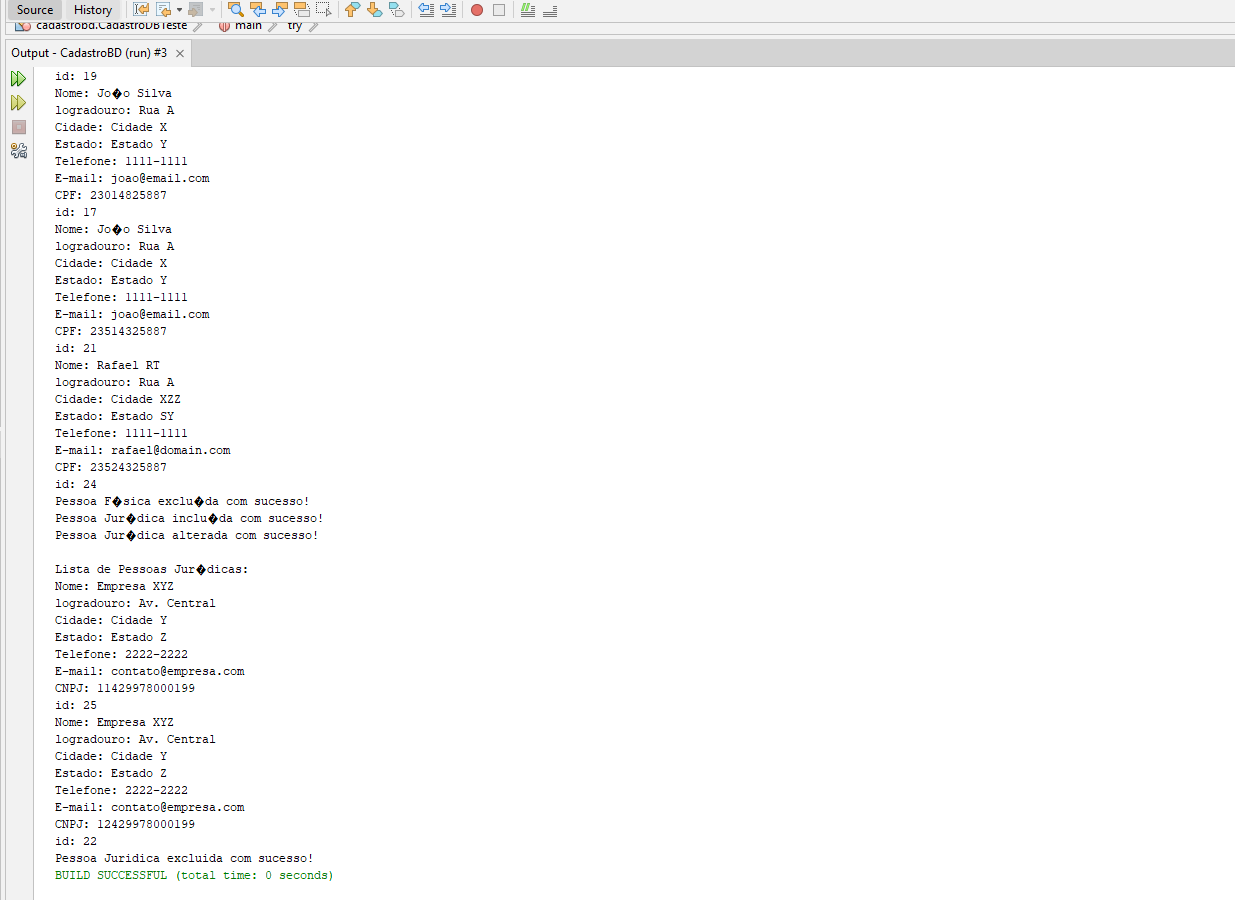 Source History
cadastrobd.CadastroDBTeste main try
Output - CadastroBD (run) #3
id: 19
Nome: Jo�o Silva
logradouro: Rua A
Cidade: Cidade X
Estado: Estado Y
Telefone: 1111-1111
E-mail: joao@email.com
CPF: 23014825887
id: 17
Nome: Jo�o Silva
logradouro: Rua A
Cidade: Cidade X
Estado: Estado Y
Telefone: 1111-1111
E-mail: joao@email.com
CPF: 23514325887
id: 21
Nome: Rafael RT
logradouro: Rua A
Cidade: Cidade XZZ
Estado: Estado SY
Telefone: 1111-1111
E-mail: rafael@domain.com
CPF: 23524325887
id: 24
Pessoa F�sica exclu�da com sucesso!
Pessoa Jur�dica inclu�da com sucesso!
Pessoa Jur�dica alterada com sucesso!
Lista de Pessoas Jur�dicas:
Nome: Empresa XYZ
logradouro: Av. Central
Cidade: Cidade Y
Estado: Estado Z
Telefone: 2222-2222
E-mail: contato@empresa.com
CNPJ: 11429978000199
id: 25
Nome: Empresa XYZ
logradouro: Av. Central
Cidade: Cidade Y
Estado: Estado Z
Telefone: 2222-2222
E-mail: contato@empresa.com
CNPJ: 12429978000199
id: 22
Pessoa Juridica excluida com sucesso!
BUILD SUCCESSFUL (total time: 0 seconds)